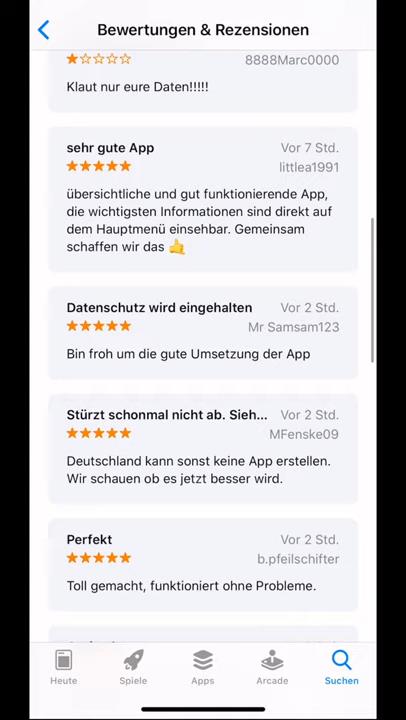 Bewertungen & Rezensionen
8888Marc0000
Klaut nur eure Daten!!!!!
sehr gute App
Vor 7 Std.
littlea1991
übersichtliche und gut funktionierende App,
die wichtigsten Informationen sind direkt auf
dem Hauptmenü einsehbar. Gemeinsam
schaffen wir das 🤙
Datenschutz wird eingehalten
Vor 2 Std.
Mr Samsam123
Bin froh um die gute Umsetzung der App
Stürzt schonmal nicht ab. Sieh...
Vor 2 Std.
MFenske09
Deutschland kann sonst keine App erstellen.
Wir schauen ob es jetzt besser wird.
Perfekt
Vor 2 Std.
b.pfeilschifter
Toll gemacht, funktioniert ohne Probleme.
Heute
Spiele
Apps
Arcade
Suchen